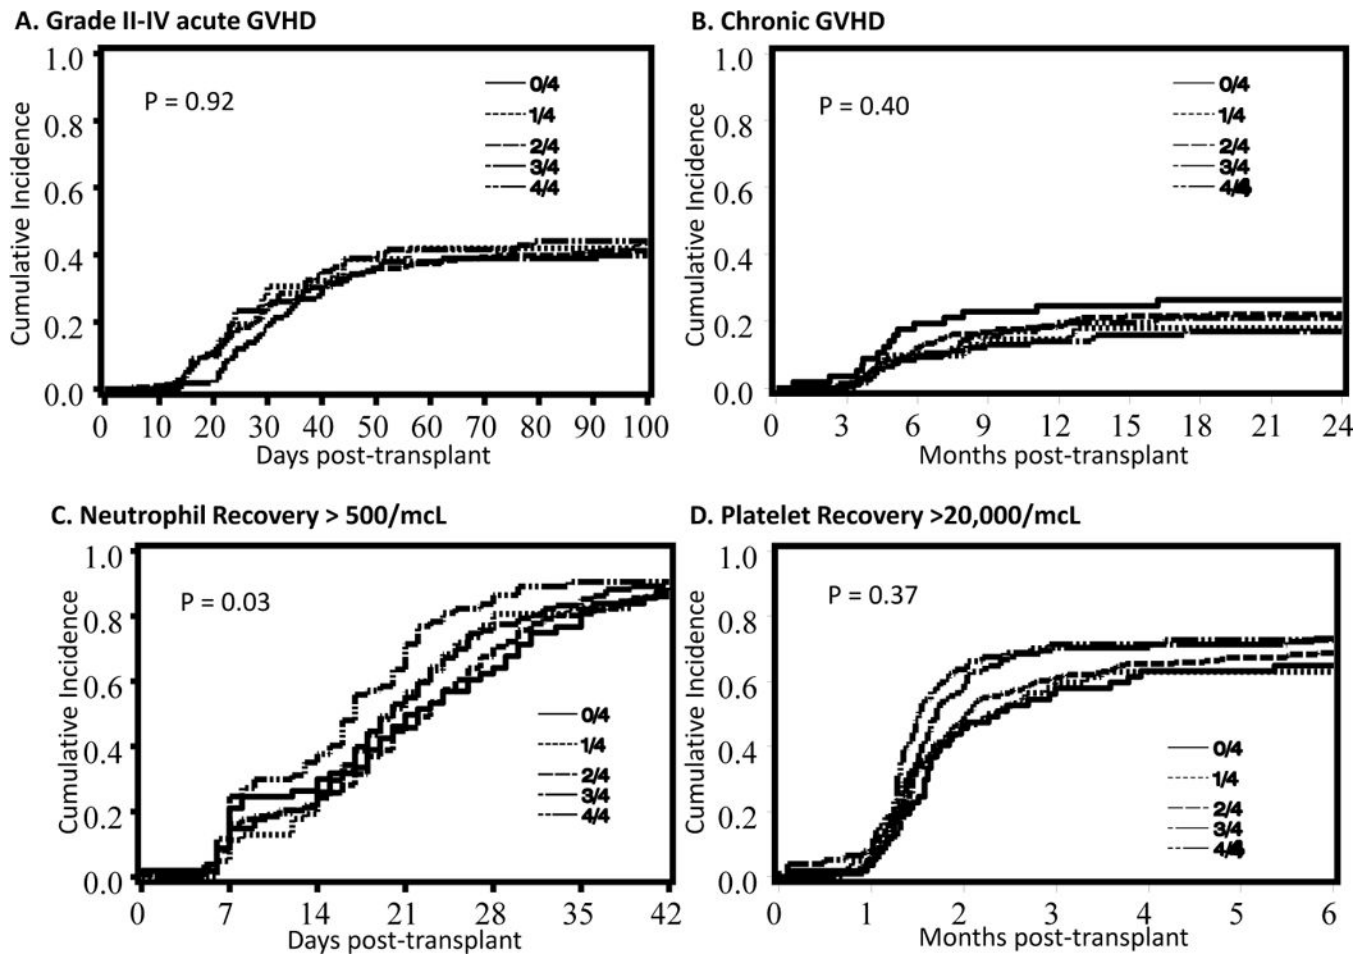 A. Grade II-IV acute GVHD
Cumulative Incidence
1.0
0.8
0.6
0.4
0.2
0.0
P = 0.92
0/4
1/4
2/4
3/4
4/4
0 10 20 30 40 50 60 70 80 90 100
Days post-transplant
B. Chronic GVHD
Cumulative Incidence
1.0
0.8
0.6
0.4
0.2
0.0
P = 0.40
0/4
1/4
2/4
3/4
4/4
0 3 6 9 12 15 18 21 24
Months post-transplant
C. Neutrophil Recovery > 500/mcL
Cumulative Incidence
1.0
0.8
0.6
0.4
0.2
0.0
P = 0.03
0/4
1/4
2/4
3/4
4/4
0 7 14 21 28 35 42
Days post-transplant
D. Platelet Recovery >20,000/mcL
Cumulative Incidence
1.0
0.8
0.6
0.4
0.2
0.0
P = 0.37
0/4
1/4
2/4
3/4
4/4
0 1 2 3 4 5 6
Months post-transplant